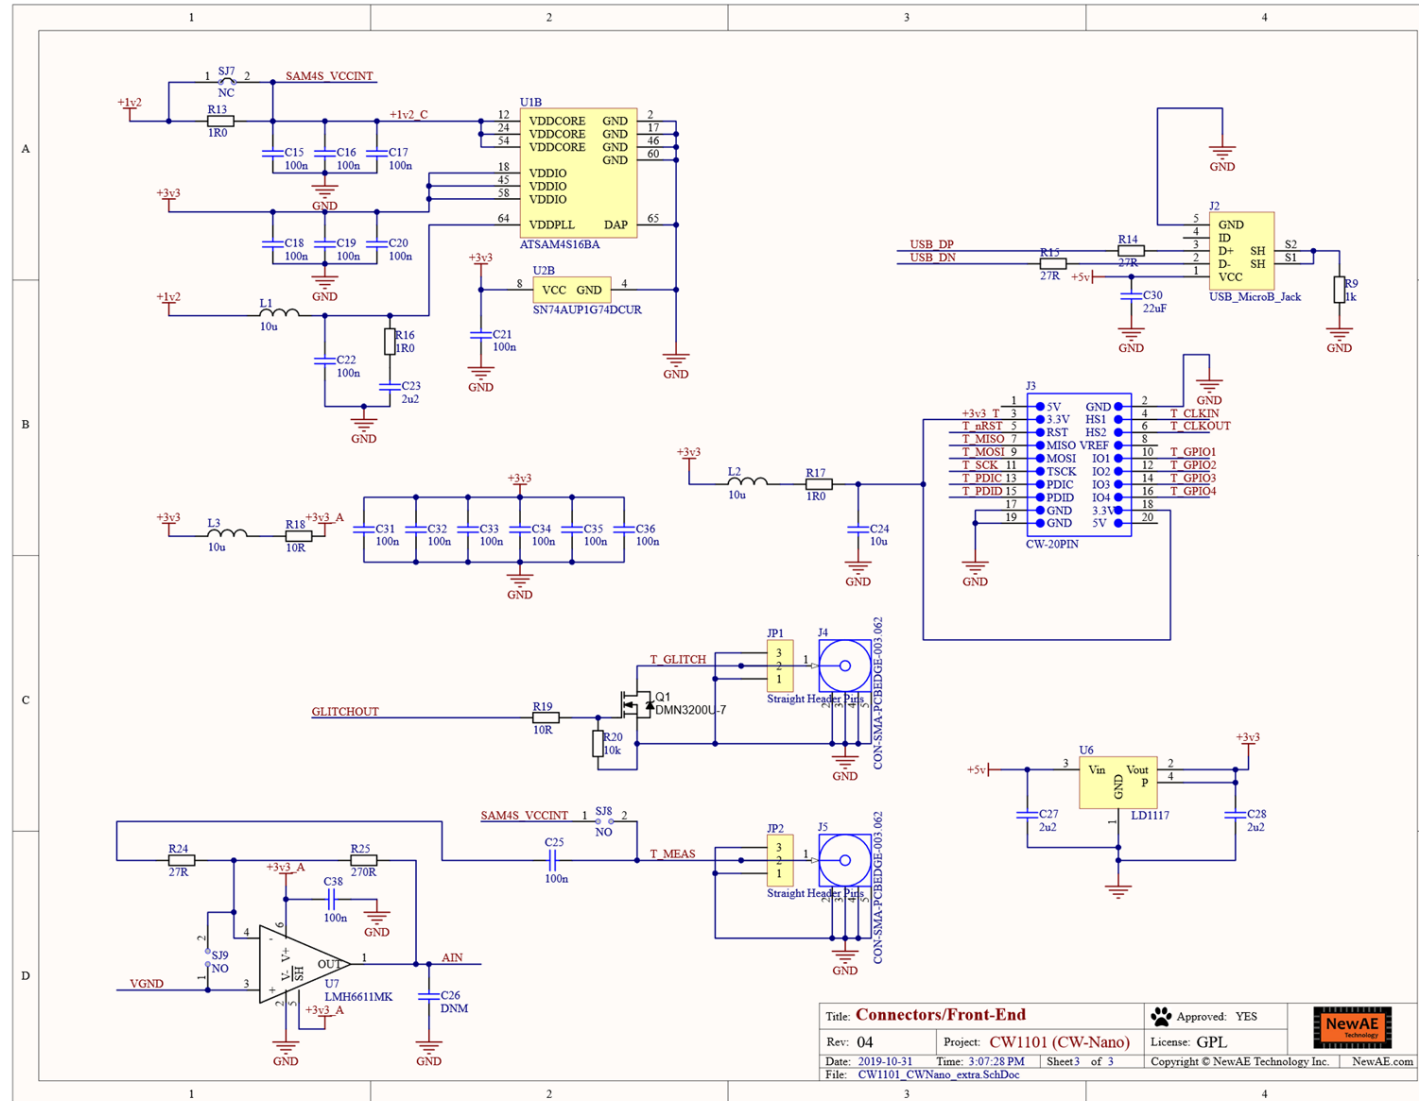 1 2 3 4
A
B
C
D
SJ7
1 2 SAM4S_VCCINT
NC
+1v2
R13
1R0
+1v2_C
C15
100n
C16
100n
C17
100n
GND
+3v3
C18
100n
C19
100n
C20
100n
GND
U1B
12 VDDCORE GND 2
24 VDDCORE GND 17
54 VDDCORE GND 46
GND 60
18 VDDIO
45 VDDIO
58 VDDIO
64 VDDPLL DAP 65
ATSAM4S16BA
+3v3
U2B
8 VCC GND 4
SN74AUP1G74DCUR
C21
100n
GND
GND
+1v2
L1
10u
R16
1R0
C22
100n
C23
2u2
GND
J2
5 GND
4 ID
3 D+ SH S2
2 D- SH S1
1 VCC
USB_MicroB_Jack
GND
USB_DP
USB_DN
R14
27R
R15
27R
+5v
C30
22uF
GND
R9
1k
GND
J3
1 5V GND 2
+3v3_T 3 3.3V HS1 4 T_CLKIN
T_nRST 5 RST HS2 6 T_CLKOUT
T_MISO 7 MISO VREF 8
T_MOSI 9 MOSI IO1 10 T_GPIO1
T_SCK 11 TSCK IO2 12 T_GPIO2
T_PDIC 13 PDIC IO3 14 T_GPIO3
T_PDID 15 PDID IO4 16 T_GPIO4
17 GND 3.3V 18
19 GND 5V 20
CW-20PIN
GND
GND
+3v3
L2
10u
R17
1R0
C24
10u
GND
+3v3
L3
10u
R18
10R
+3v3_A
+3v3
C31
100n
C32
100n
C33
100n
C34
100n
C35
100n
C36
100n
GND
GLITCHOUT
R19
10R
R20
10k
Q1
DMN3200U-7
T_GLITCH
JP1
3
2
1
Straight Header Pins
J4
1
2 3 4 5
CON-SMA-PCBEDGE-003.062
GND
SAM4S_VCCINT 1 2
SJ8
NO
C25
100n
T_MEAS
JP2
3
2
1
Straight Header Pins
J5
1
2 3 4 5
CON-SMA-PCBEDGE-003.062
GND
R24
27R
R25
270R
+3v3_A
C38
100n
GND
2
SJ9
NO
1
VGND
4 -
3 +
6 V+
2 V-
5 HS
OUT 1
U7
LMH6611MK
+3v3_A
GND
AIN
C26
DNM
GND
U6
+5v
3 Vin Vout 2
P 4
GND
1
LD1117
+3v3
C27
2u2
C28
2u2
GND
Title: Connectors/Front-End
Approved: YES
Rev: 04
Project: CW1101 (CW-Nano)
License: GPL
NewAE
Technology
Date: 2019-10-31 Time: 3:07:28 PM Sheet 3 of 3
Copyright © NewAE Technology Inc. NewAE.com
File: CW1101_CWNano_extra.SchDoc
1 2 3 4